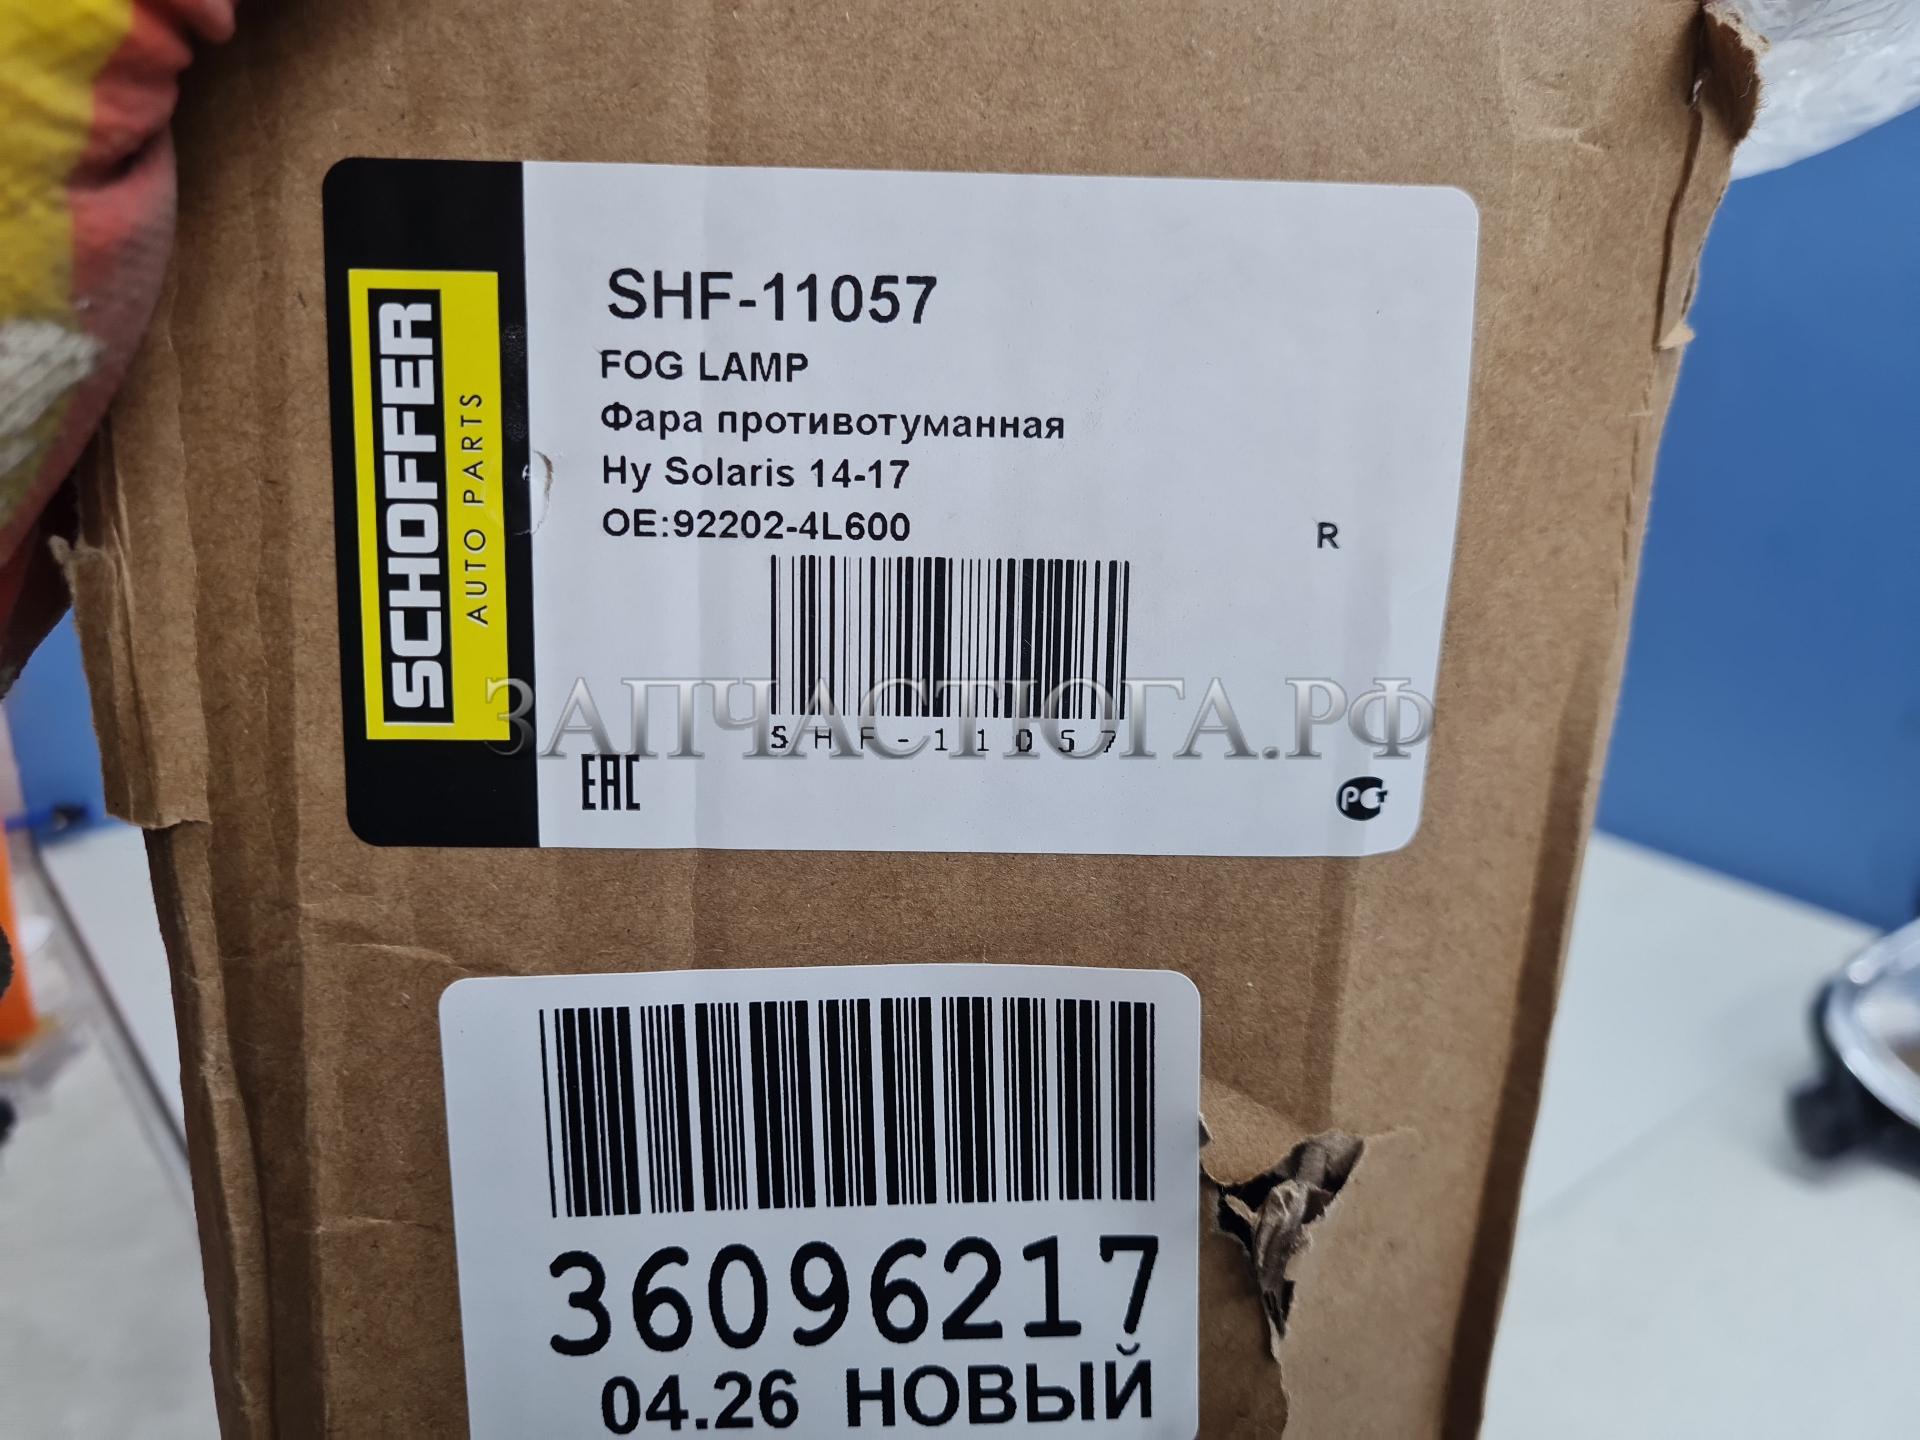 SCHOFFER
AUTO PARTS
SHF-11057
FOG LAMP
Фара противотуманная
Hy Solaris 14-17
OE:92202-4L600
R
SHF-11057
ЗАПЧАСТЮГА.РФ
EAC
РСТ
36096217
04.26 НОВЫЙ